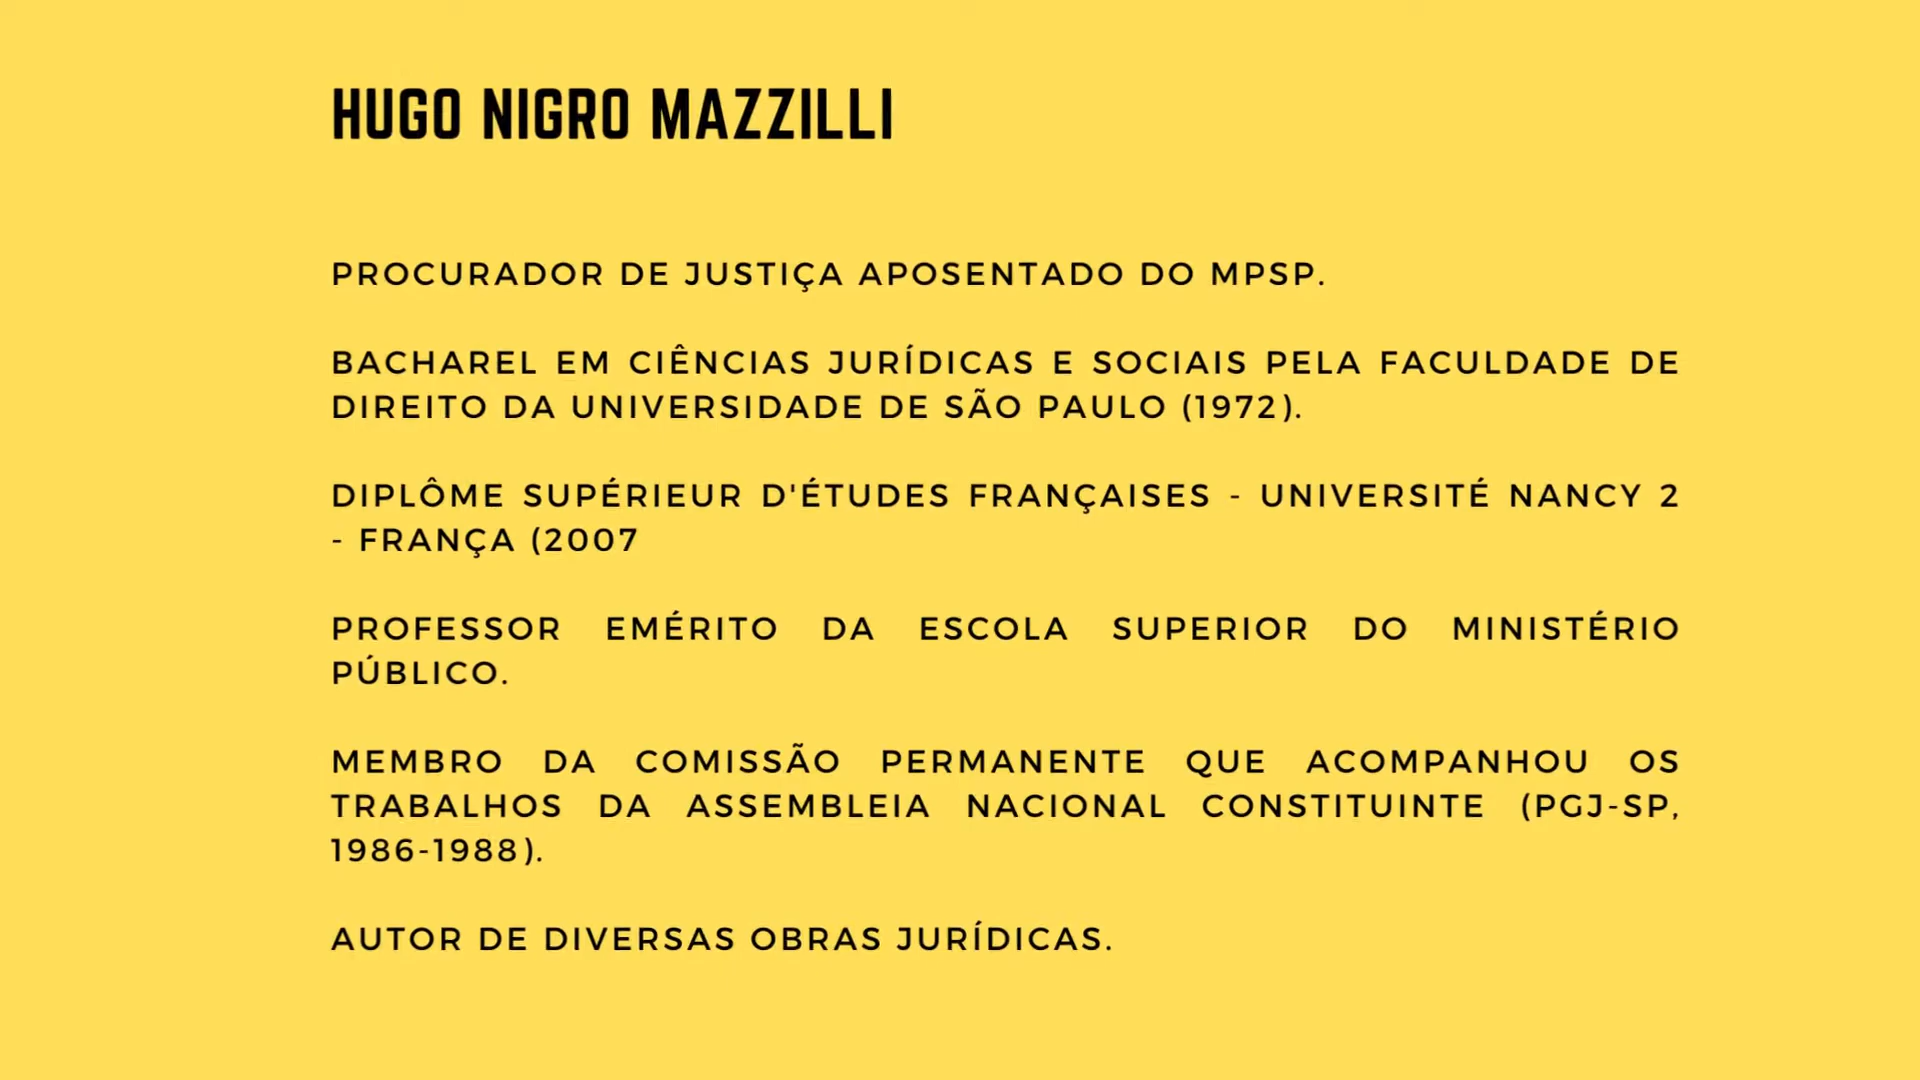 HUGO NIGRO MAZZILLI
PROCURADOR DE JUSTIÇA APOSENTADO DO MPSP.
BACHAREL EM CIÊNCIAS JURÍDICAS E SOCIAIS PELA FACULDADE DE
DIREITO DA UNIVERSIDADE DE SÃO PAULO (1972).
DIPLÔME SUPÉRIEUR D'ÉTUDES FRANÇAISES - UNIVERSITÉ NANCY 2
- FRANÇA (2007
PROFESSOR EMÉRITO DA ESCOLA SUPERIOR DO MINISTÉRIO
PÚBLICO.
MEMBRO DA COMISSÃO PERMANENTE QUE ACOMPANHOU OS
TRABALHOS DA ASSEMBLEIA NACIONAL CONSTITUINTE (PGJ-SP,
1986-1988).
AUTOR DE DIVERSAS OBRAS JURÍDICAS.